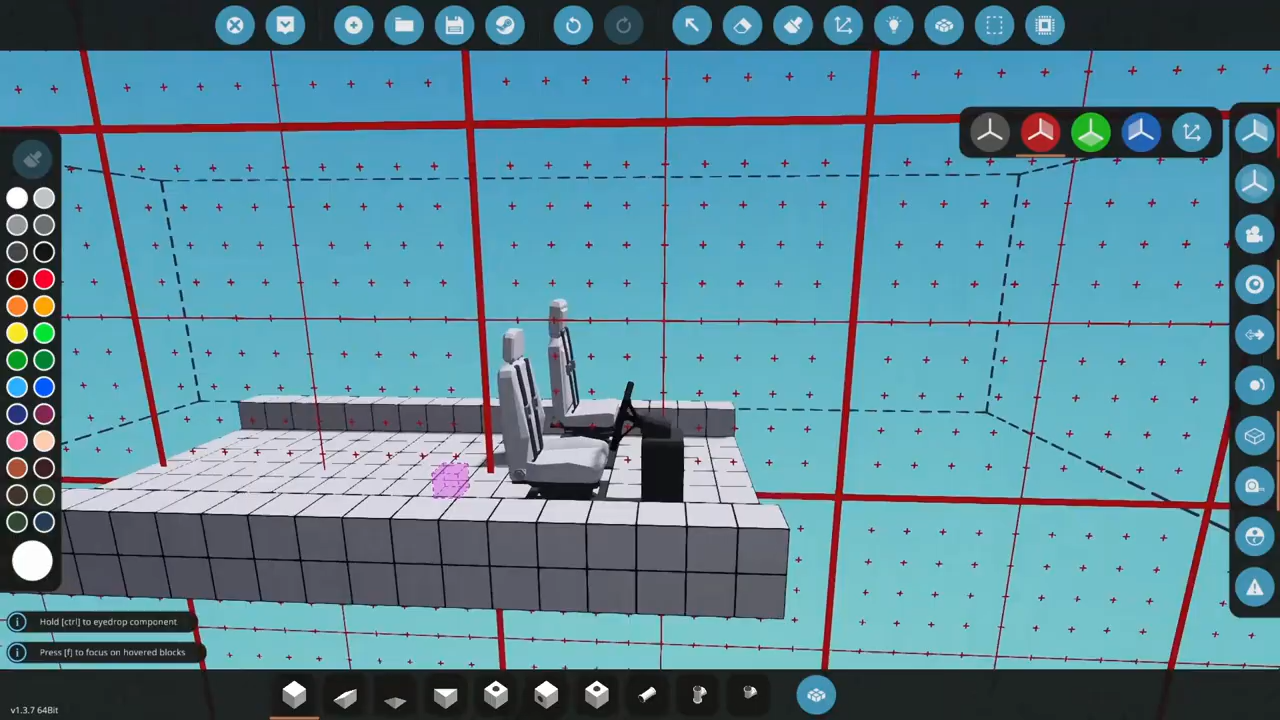 Hold [ctrl] to eyedrop component
Press [f] to focus on hovered blocks
v1.3.7 64Bit